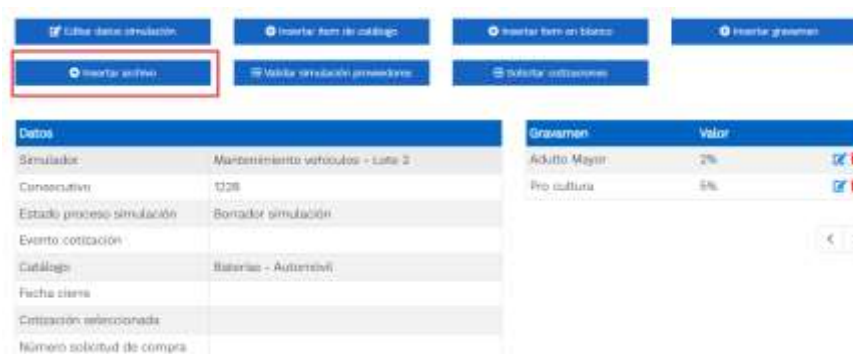 Editar datos simulación
Insertar ítem de catálogo
Insertar ítem en blanco
Insertar gravamen
Insertar archivo
Validar simulación proveedores
Solicitar cotizaciones
Datos
Simulador Mantenimiento vehículos - Lote 2
Consecutivo 1228
Estado proceso simulación Borrador simulación
Evento cotización
Catálogo Baterías - Automóvil
Fecha cierre
Cotización seleccionada
Número solicitud de compra
Gravamen Valor
Adulto Mayor 2%
Pro cultura 5%